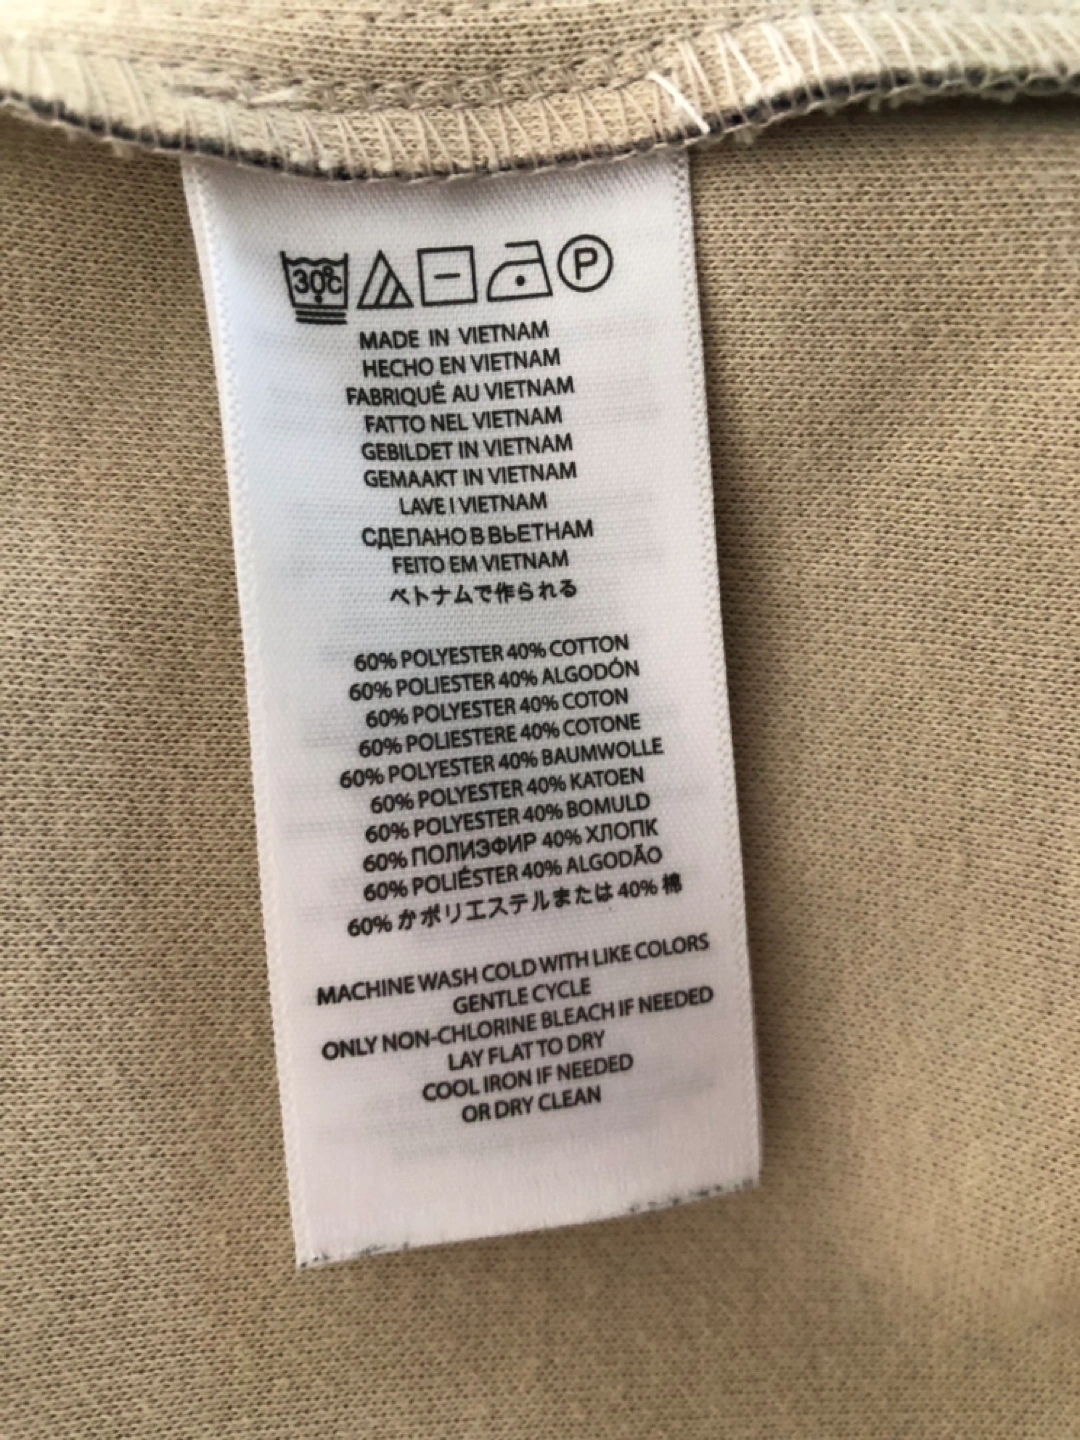 30°C P
MADE IN VIETNAM
HECHO EN VIETNAM
FABRIQUÉ AU VIETNAM
FATTO NEL VIETNAM
GEBILDET IN VIETNAM
GEMAAKT IN VIETNAM
LAVE I VIETNAM
СДЕЛАНО В ВЬЕТНАМ
FEITO EM VIETNAM
ベトナムで作られる
60% POLYESTER 40% COTTON
60% POLIESTER 40% ALGODÓN
60% POLYESTER 40% COTON
60% POLIESTERE 40% COTONE
60% POLYESTER 40% BAUMWOLLE
60% POLYESTER 40% KATOEN
60% POLYESTER 40% BOMULD
60% ПОЛИЭФИР 40% ХЛОПК
60% POLIÉSTER 40% ALGODÃO
60% かポリエステルまたは 40% 棉
MACHINE WASH COLD WITH LIKE COLORS
GENTLE CYCLE
ONLY NON-CHLORINE BLEACH IF NEEDED
LAY FLAT TO DRY
COOL IRON IF NEEDED
OR DRY CLEAN